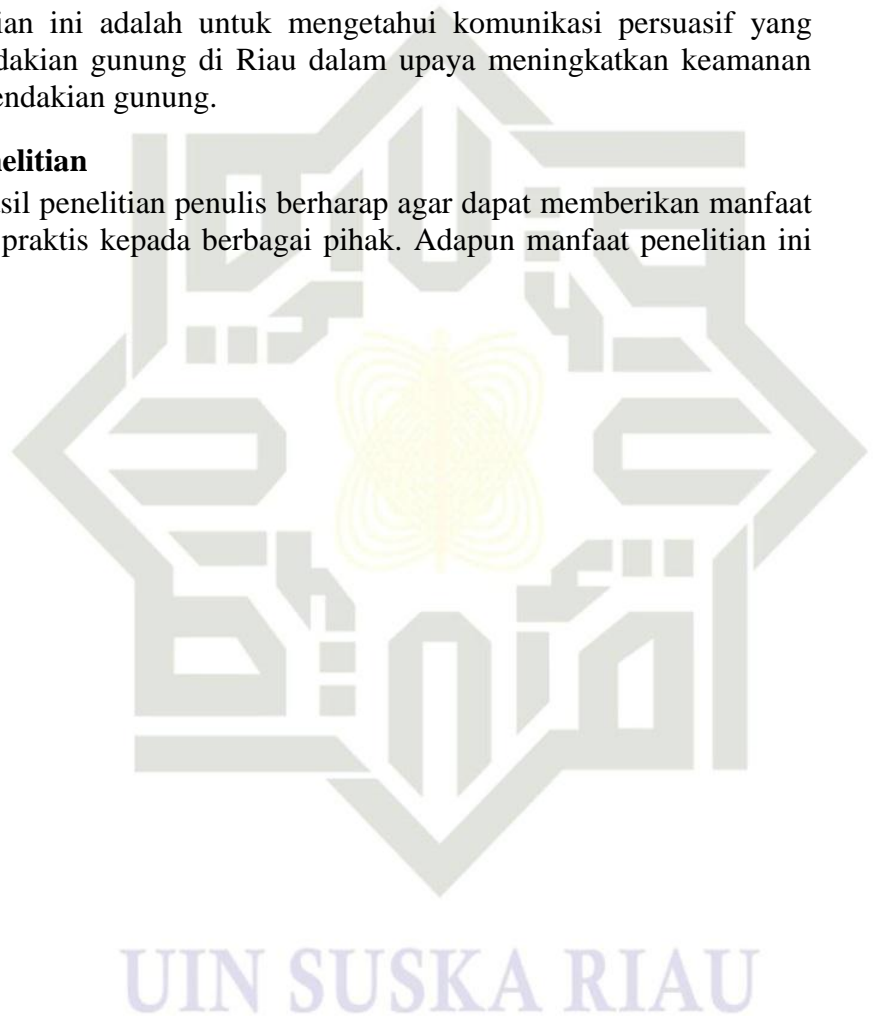 ian ini adalah untuk mengetahui komunikasi persuasif yang
dakian gunung di Riau dalam upaya meningkatkan keamanan
endakian gunung.
nelitian
sil penelitian penulis berharap agar dapat memberikan manfaat
praktis kepada berbagai pihak. Adapun manfaat penelitian ini
UIN SUSKA RIAU